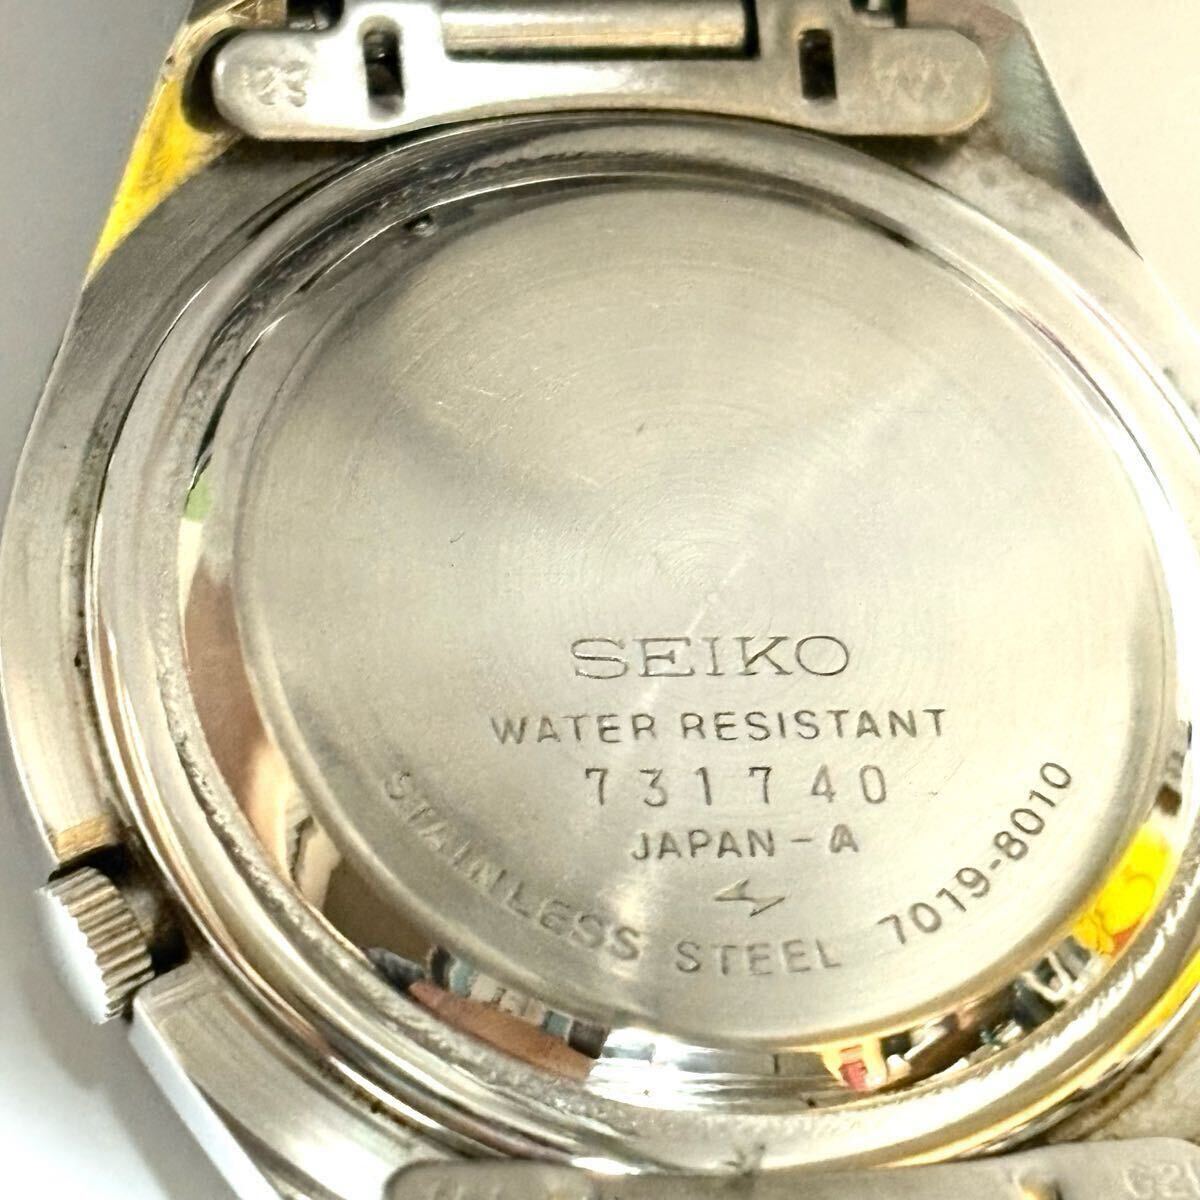 SEIKO
WATER RESISTANT
731740
JAPAN-A
STAINLESS STEEL 7019-8010